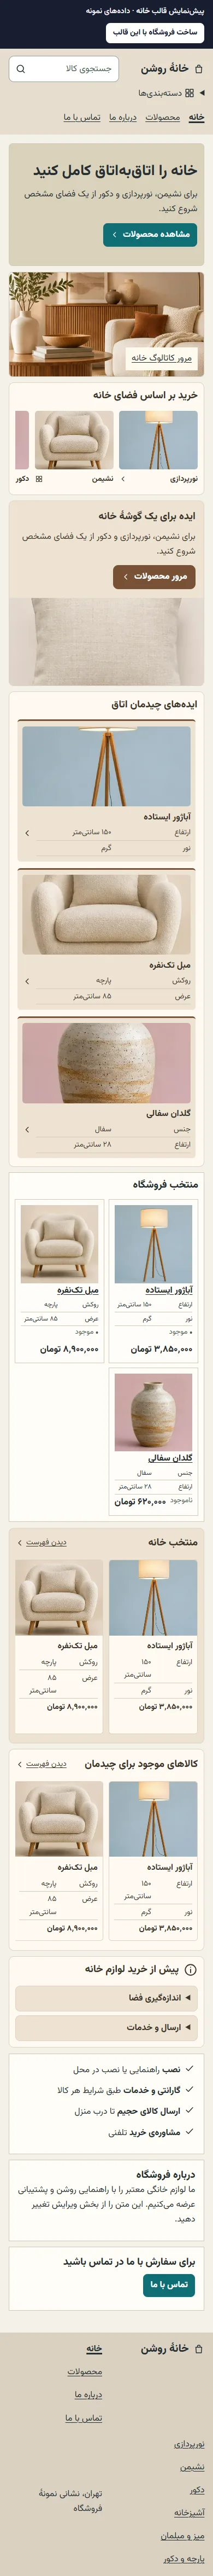 پیش‌نمایش قالب خانه · داده‌های نمونه
ساخت فروشگاه با این قالب
خانهٔ روشن
جستجوی کالا
دسته‌بندی‌ها
خانه
محصولات
درباره ما
تماس با ما
خانه را اتاق‌به‌اتاق کامل کنید
برای نشیمن، نورپردازی و دکور از یک فضای مشخص
شروع کنید.
مشاهده محصولات
مرور کاتالوگ خانه
خرید بر اساس فضای خانه
نورپردازی
نشیمن
دکور
ایده برای یک گوشهٔ خانه
برای نشیمن، نورپردازی و دکور از یک فضای مشخص
شروع کنید.
مرور محصولات
ایده‌های چیدمان اتاق
آباژور ایستاده
ارتفاع ۱۵۰ سانتی‌متر
نور گرم
مبل تک‌نفره
روکش پارچه
عرض ۸۵ سانتی‌متر
گلدان سفالی
جنس سفال
ارتفاع ۲۸ سانتی‌متر
منتخب فروشگاه
آباژور ایستاده
ارتفاع ۱۵۰ سانتی‌متر
نور گرم
• موجود
۳٬۸۵۰٬۰۰۰ تومان
مبل تک‌نفره
روکش پارچه
عرض ۸۵ سانتی‌متر
• موجود
۸٬۹۰۰٬۰۰۰ تومان
گلدان سفالی
جنس سفال
ارتفاع ۲۸ سانتی‌متر
ناموجود ۶۲۰٬۰۰۰ تومان
منتخب خانه
دیدن فهرست
آباژور ایستاده
ارتفاع ۱۵۰
سانتی‌متر
نور گرم
۳٬۸۵۰٬۰۰۰ تومان
مبل تک‌نفره
روکش پارچه
عرض ۸۵
سانتی‌متر
۸٬۹۰۰٬۰۰۰ تومان
کالاهای موجود برای چیدمان
دیدن فهرست
آباژور ایستاده
ارتفاع ۱۵۰
سانتی‌متر
نور گرم
۳٬۸۵۰٬۰۰۰ تومان
مبل تک‌نفره
روکش پارچه
عرض ۸۵
سانتی‌متر
۸٬۹۰۰٬۰۰۰ تومان
پیش از خرید لوازم خانه
اندازه‌گیری فضا
ارسال و خدمات
نصب راهنمایی یا نصب در محل
گارانتی و خدمات طبق شرایط هر کالا
ارسال کالای حجیم تا درب منزل
مشاوره‌ی خرید تلفنی
درباره فروشگاه
ما لوازم خانگی معتبر را با راهنمایی روشن و پشتیبانی
عرضه می‌کنیم. این متن را از بخش ویرایش تغییر
دهید.
برای سفارش با ما در تماس باشید
تماس با ما
خانهٔ روشن
خانه
محصولات
درباره ما
تماس با ما
نورپردازی
نشیمن
دکور
آشپزخانه
میز و مبلمان
پارچه و دکور
تهران، نشانی نمونهٔ
فروشگاه